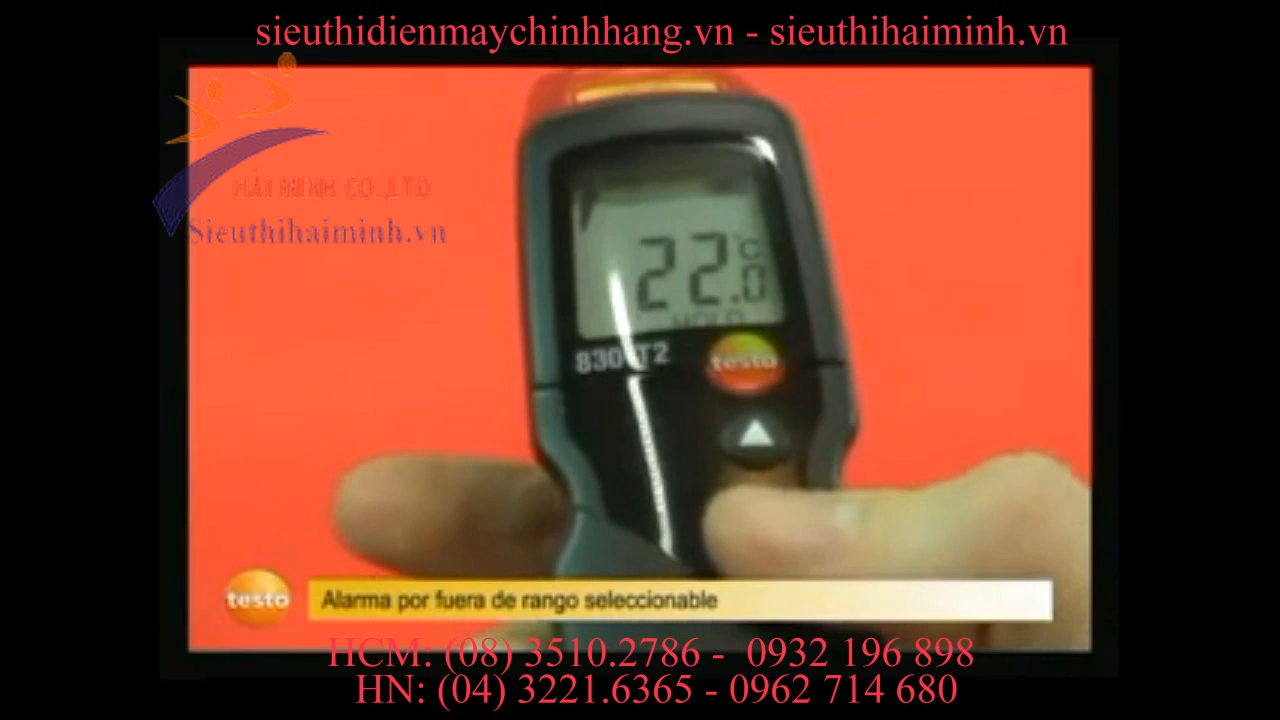 sieuthidienmaychinhhang.vn - sieuthihaiminh.vn
HẢI MINH CO.,LTD
Sieuthihaiminh.vn
22.0 °C
HOLD
830-T2
testo
testo
Alarma por fuera de rango seleccionable
HCM: (08) 3510.2786 - 0932 196 898
HN: (04) 3221.6365 - 0962 714 680